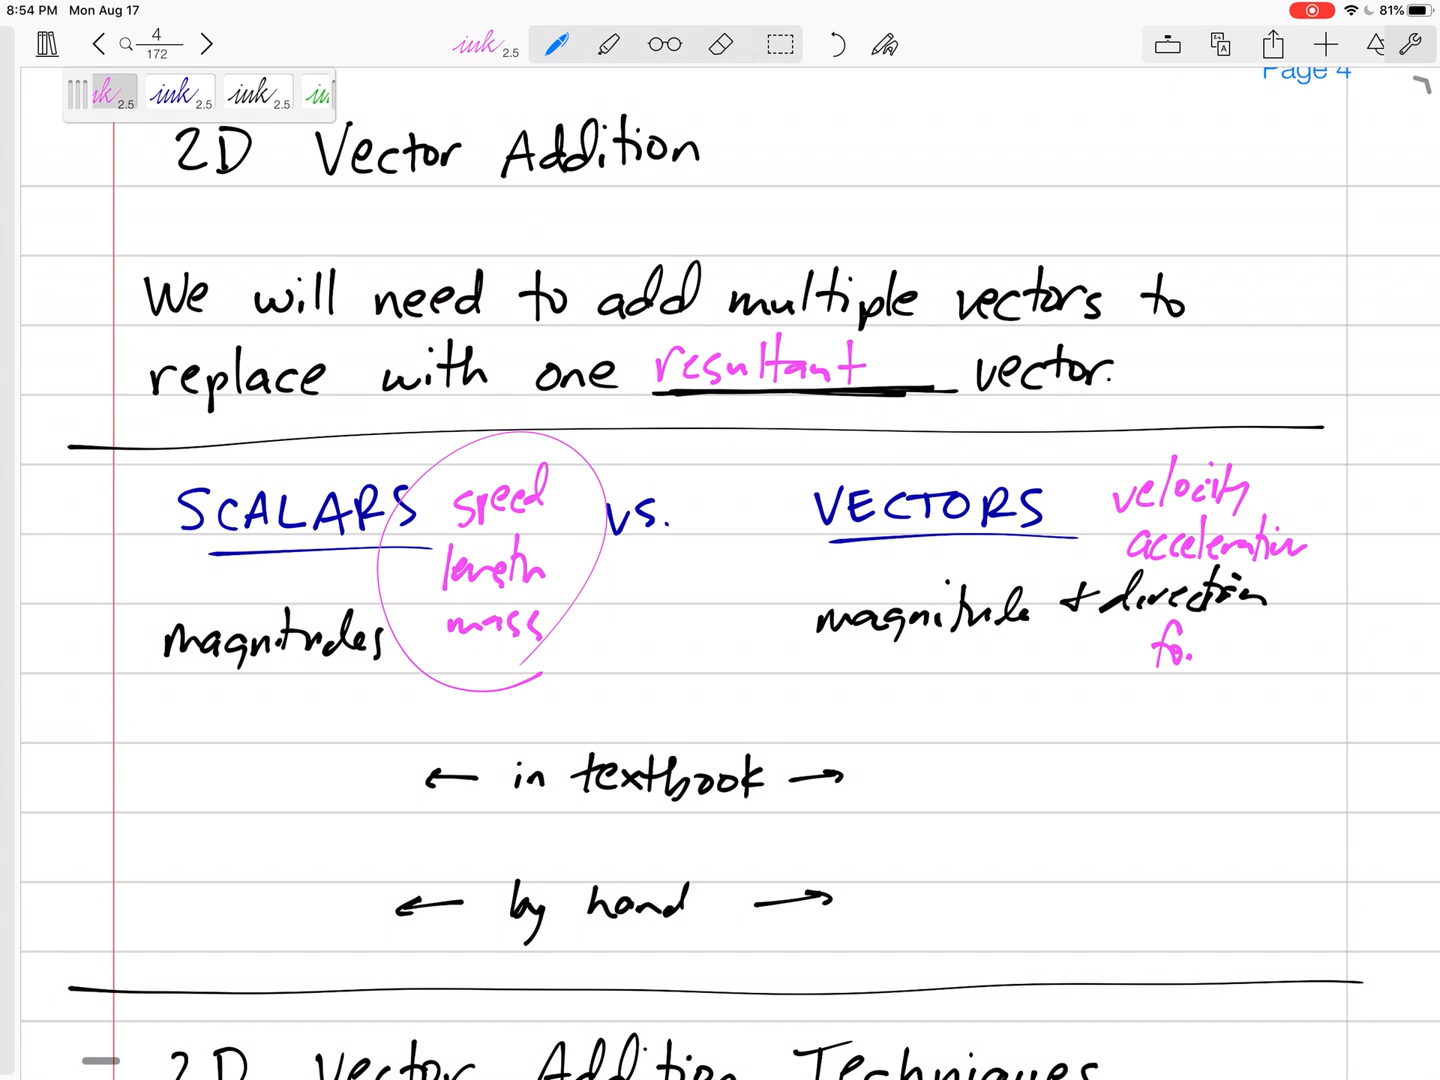 8:54 PM Mon Aug 17
81%
4
172
ink 2.5
ink 2.5
ink 2.5
Page 4
2D Vector Addition
We will need to add multiple vectors to
replace with one resultant vector.
SCALARS speed vs. VECTORS velocity
length acceleration
magnitudes mass magnitude + direction
fo.
← in textbook →
← by hand →
2D Vector Addition Techniques